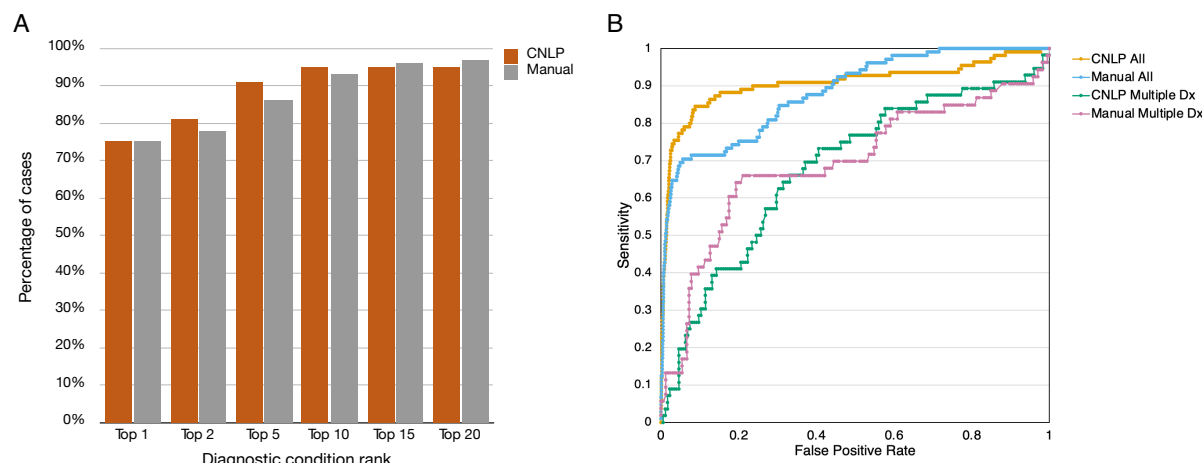 A
100%
90%
80%
70%
60%
50%
40%
30%
20%
10%
0%
Percentage of cases
CNLP
Manual
Top 1 Top 2 Top 5 Top 10 Top 15 Top 20
Diagnostic condition rank
B
1
0.9
0.8
0.7
0.6
0.5
0.4
0.3
0.2
0.1
0
Sensitivity
0 0.2 0.4 0.6 0.8 1
False Positive Rate
CNLP All
Manual All
CNLP Multiple Dx
Manual Multiple Dx